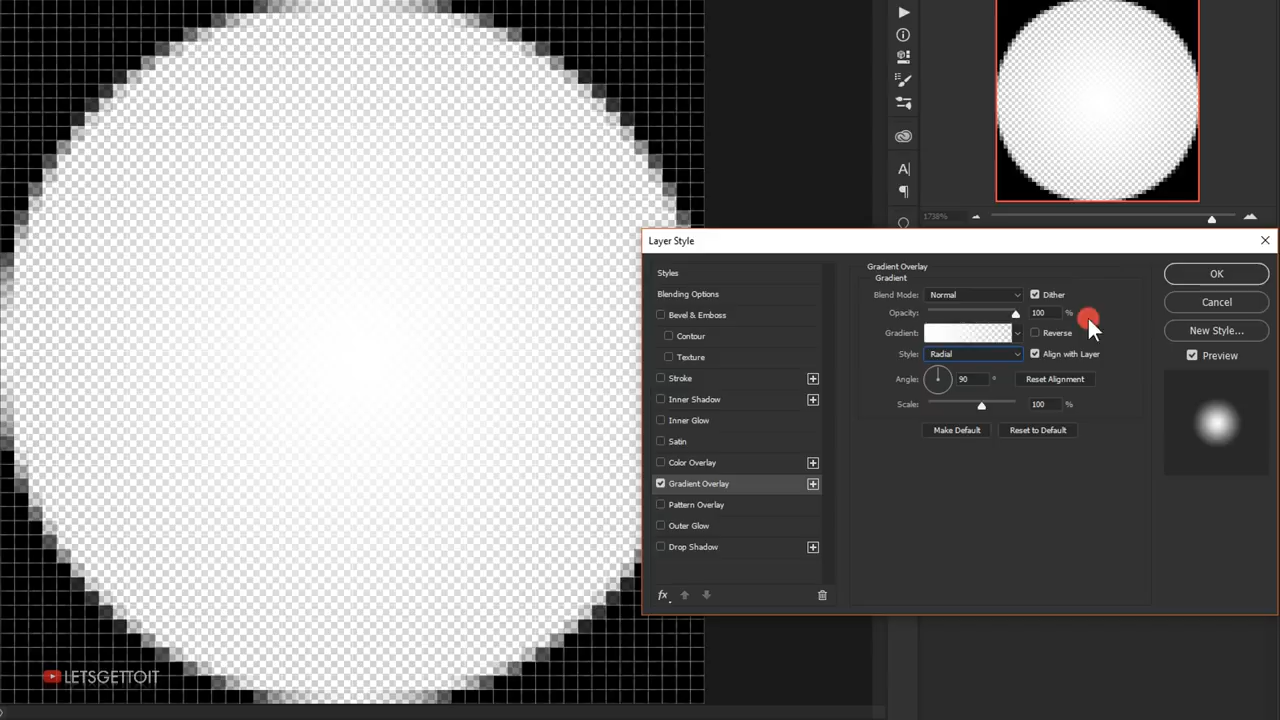 1738%
Layer Style
Styles
Blending Options
Bevel & Emboss
Contour
Texture
Stroke
Inner Shadow
Inner Glow
Satin
Color Overlay
Gradient Overlay
Pattern Overlay
Outer Glow
Drop Shadow
fx
Gradient Overlay
Gradient
Blend Mode: Normal Dither
Opacity: 100 %
Gradient: Reverse
Style: Radial Align with Layer
Angle: 90 ° Reset Alignment
Scale: 100 %
Make Default Reset to Default
OK
Cancel
New Style...
Preview
LETSGETTOIT